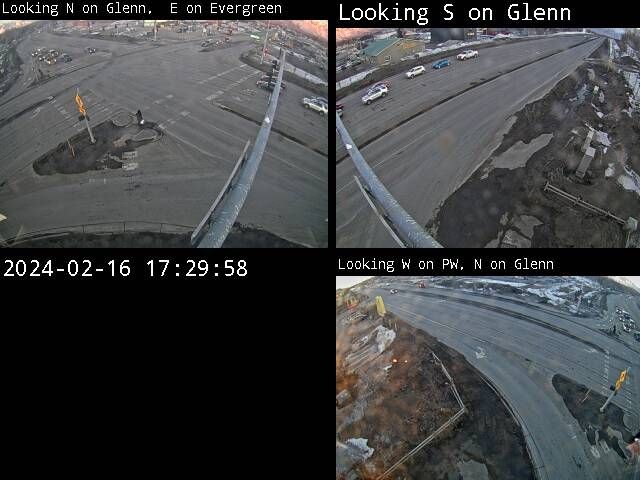 Looking N on Glenn, E on Evergreen
Looking S on Glenn
2024-02-16 17:29:58
Looking W on PW, N on Glenn